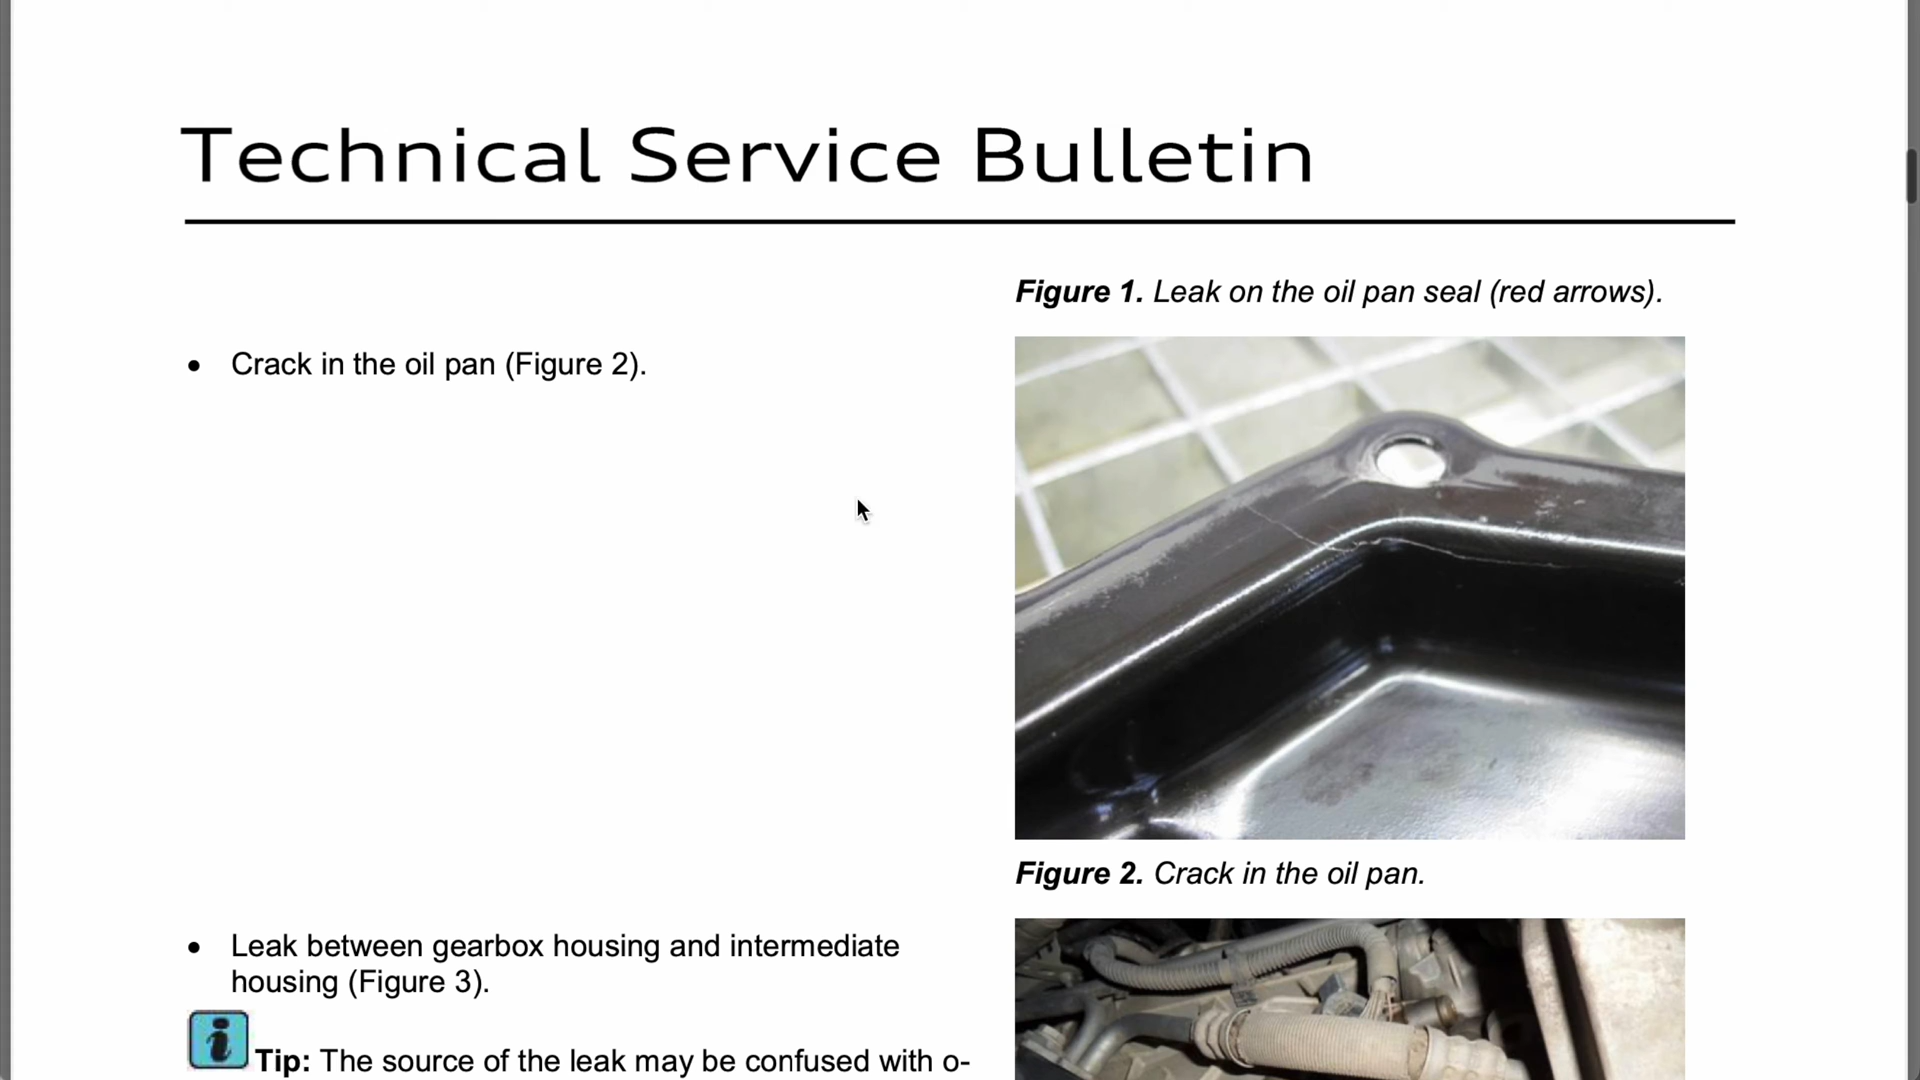 Technical Service Bulletin
Figure 1. Leak on the oil pan seal (red arrows).
• Crack in the oil pan (Figure 2).
Figure 2. Crack in the oil pan.
• Leak between gearbox housing and intermediate
housing (Figure 3).
Tip: The source of the leak may be confused with o-